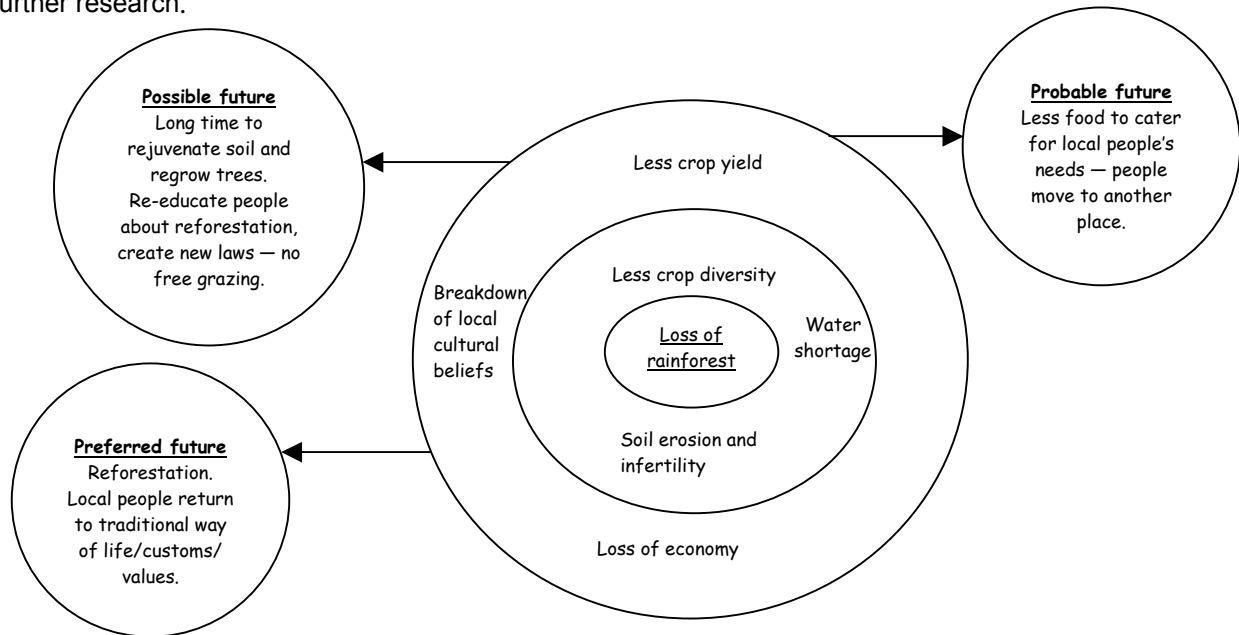 urther research.
Possible future
Long time to
rejuvenate soil and
regrow trees.
Re-educate people
about reforestation,
create new laws — no
free grazing.
Probable future
Less food to cater
for local people's
needs — people
move to another
place.
Less crop yield
Less crop diversity
Breakdown
of local
cultural
beliefs
Loss of
rainforest
Water
shortage
Soil erosion and
infertility
Loss of economy
Preferred future
Reforestation.
Local people return
to traditional way
of life/customs/
values.